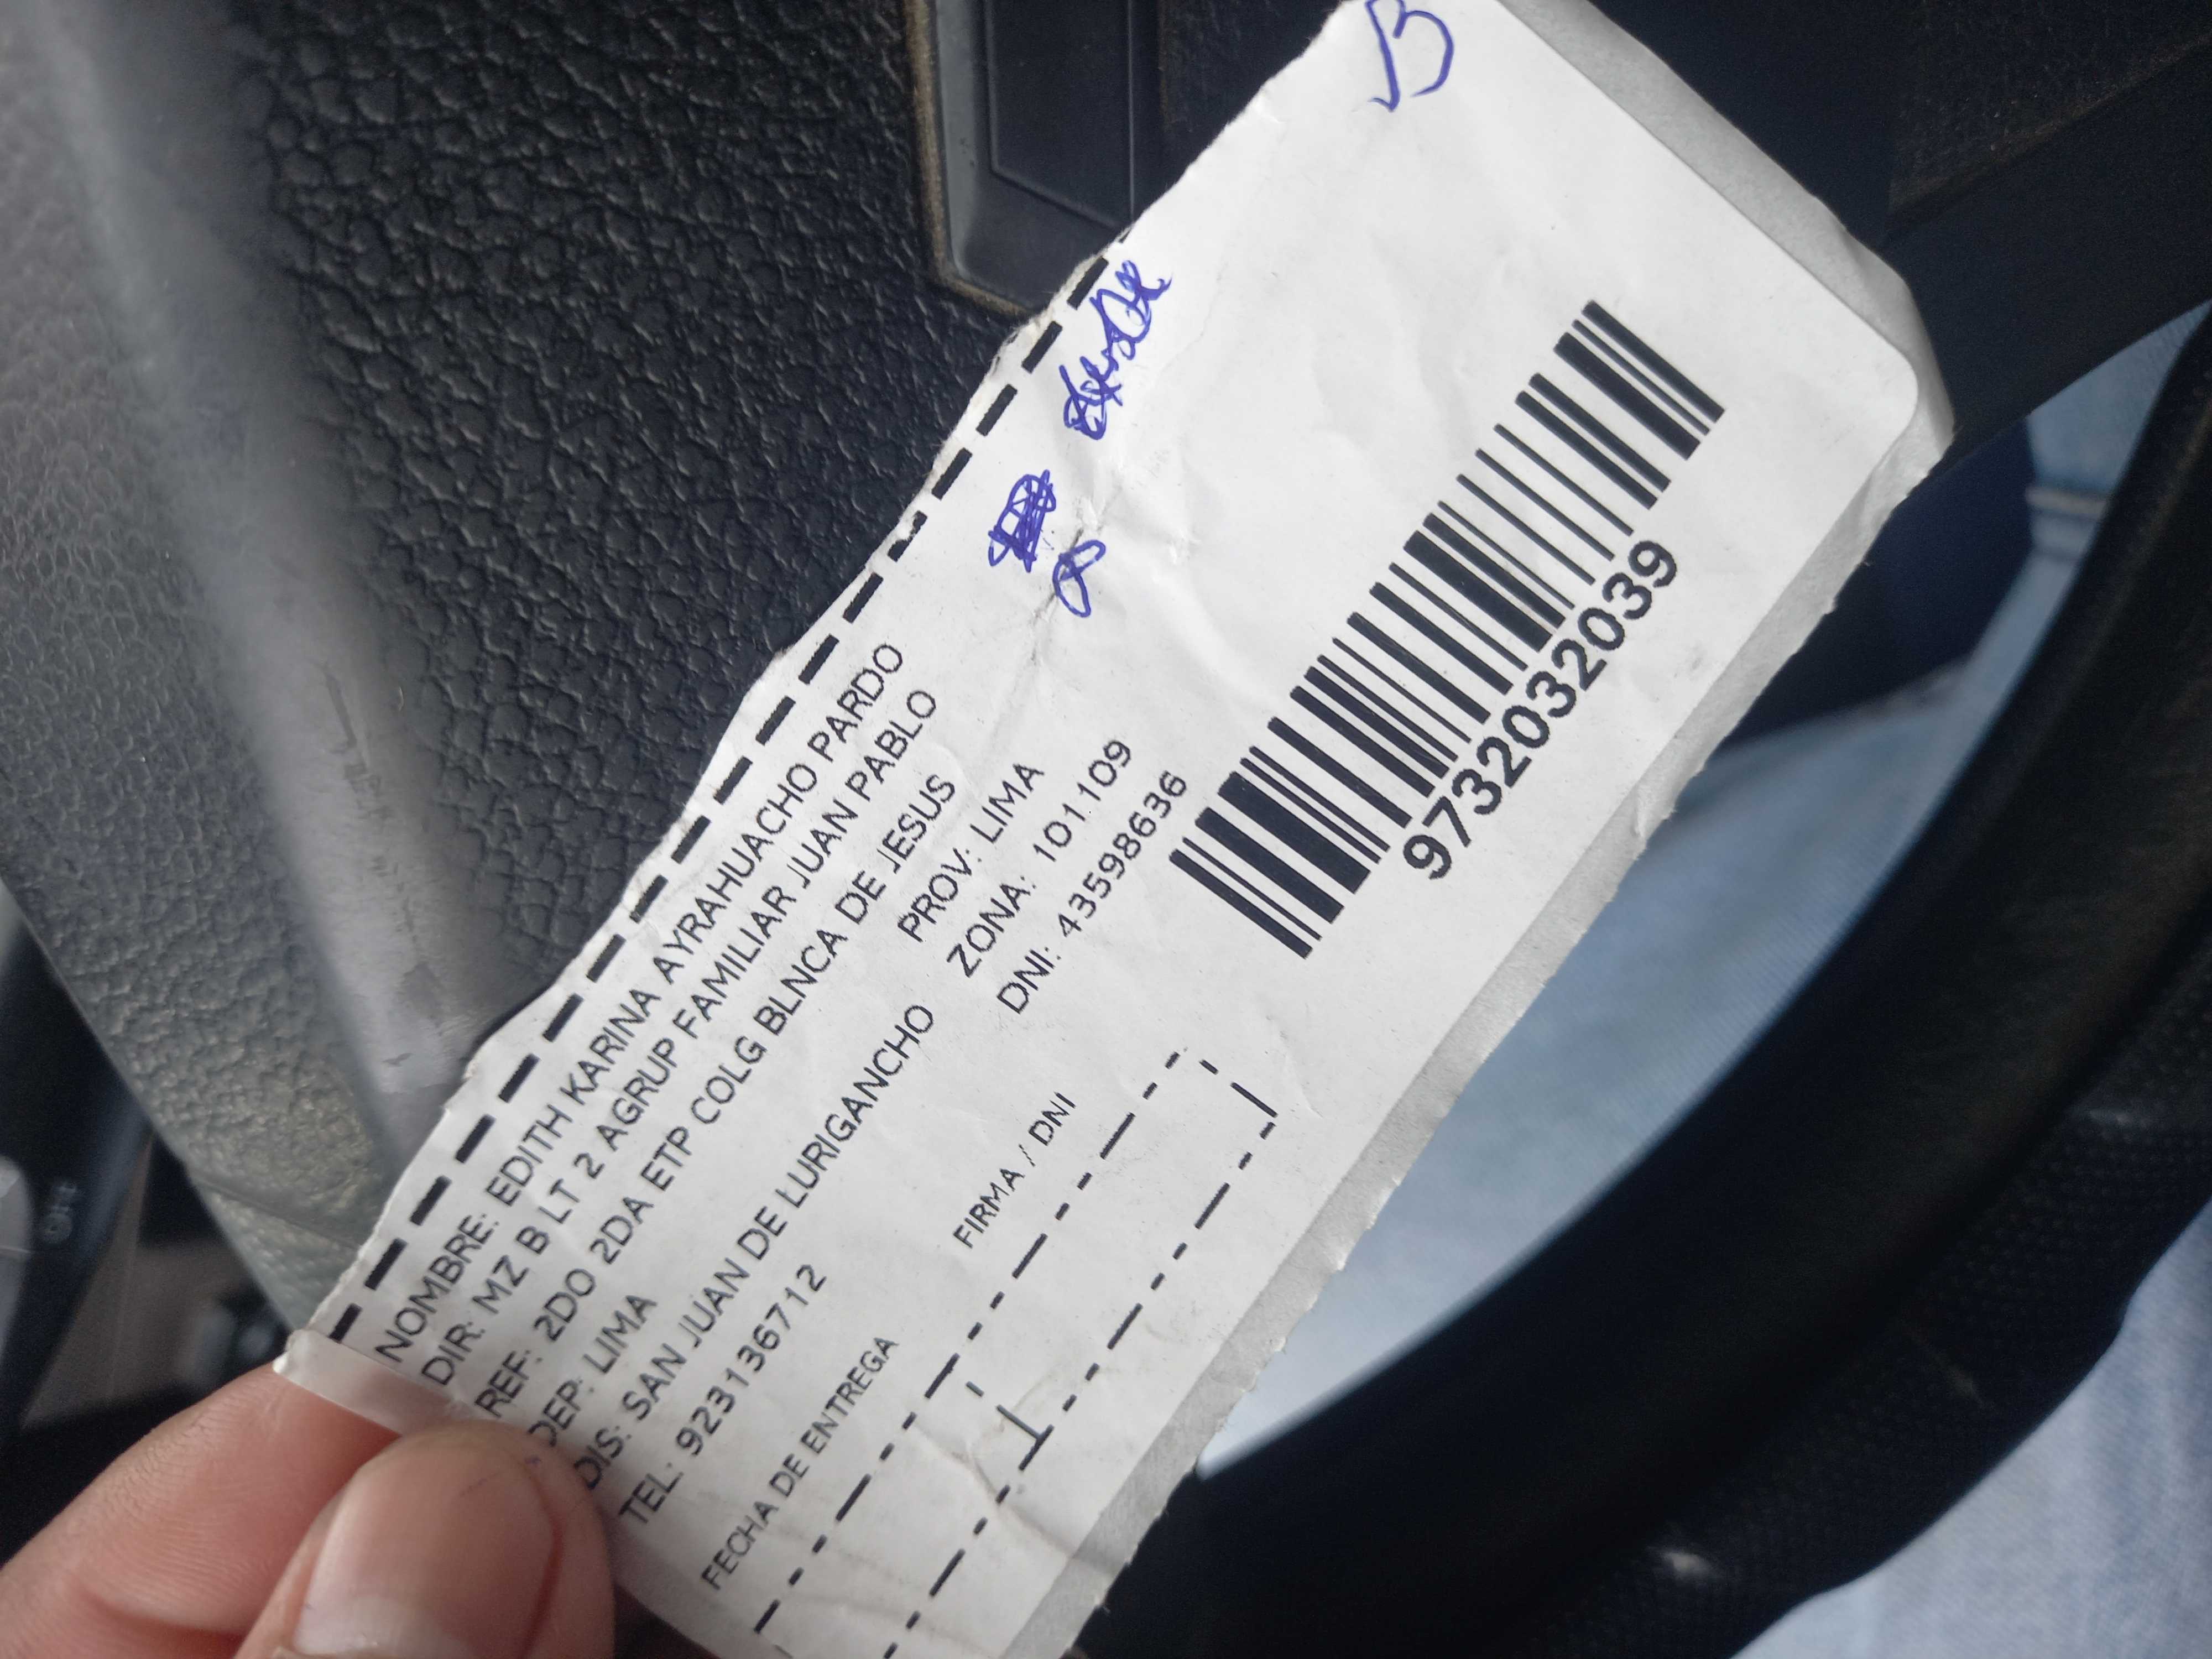 NOMBRE: EDITH KARINA AYRAHUACHO PARDO
DIR: MZ B LT 2 AGRUP FAMILIAR JUAN PABLO
REF: 2DO 2DA ETP COLG BLNCA DE JESUS
DEP: LIMA PROV: LIMA
DIS: SAN JUAN DE LURIGANCHO ZONA: 101.109
TEL: 923136712 DNI: 43598636
FECHA DE ENTREGA FIRMA / DNI
9732032039
B